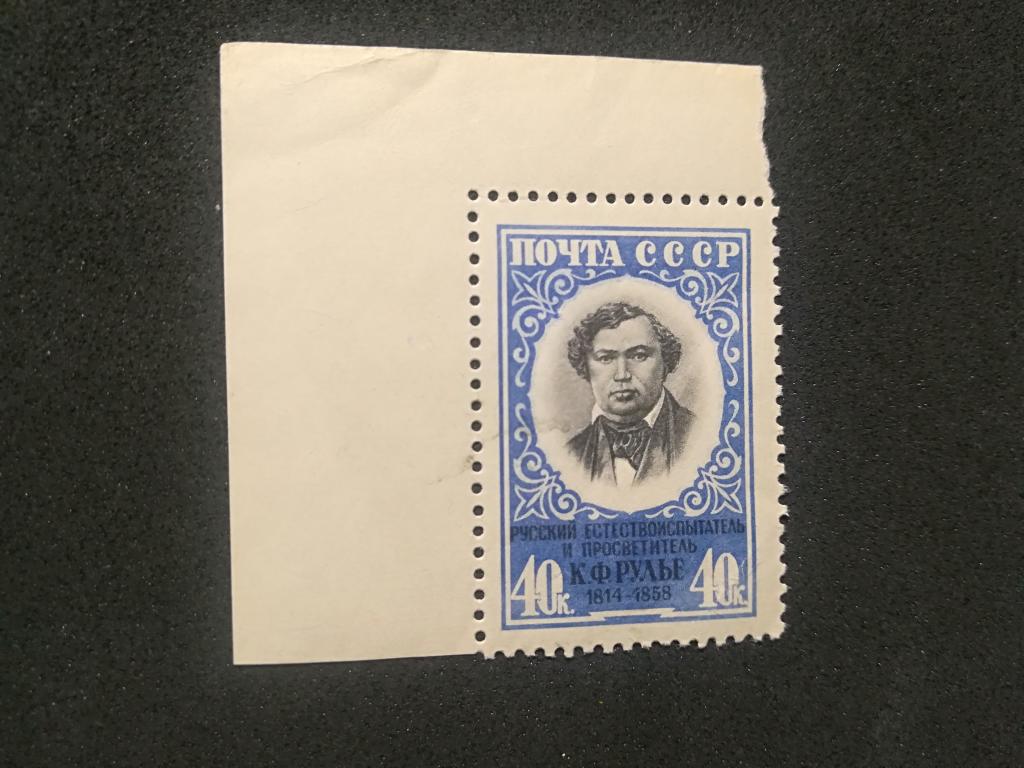 ПОЧТА СССР
РУССКИЙ ЕСТЕСТВОИСПЫТАТЕЛЬ
И ПРОСВЕТИТЕЛЬ
К.Ф.РУЛЬЕ
1814-1858
40к. 40к.